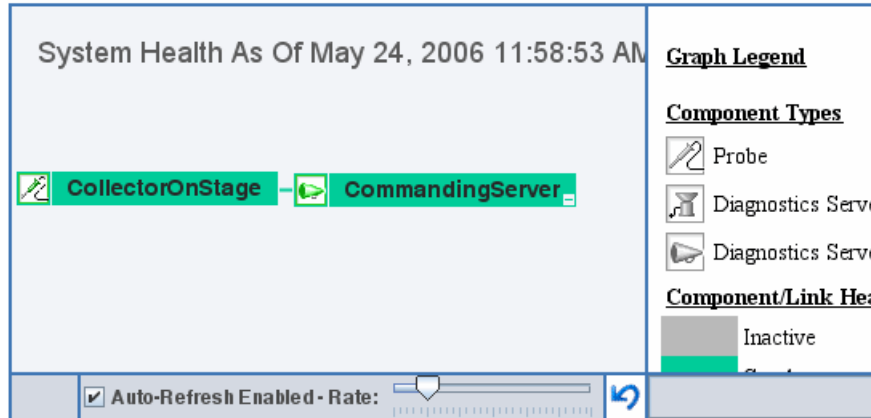 System Health As Of May 24, 2006 11:58:53 AM
CollectorOnStage
CommandingServer
Auto-Refresh Enabled - Rate:
Graph Legend
Component Types
Probe
Diagnostics Serve
Diagnostics Serve
Component/Link Hea
Inactive